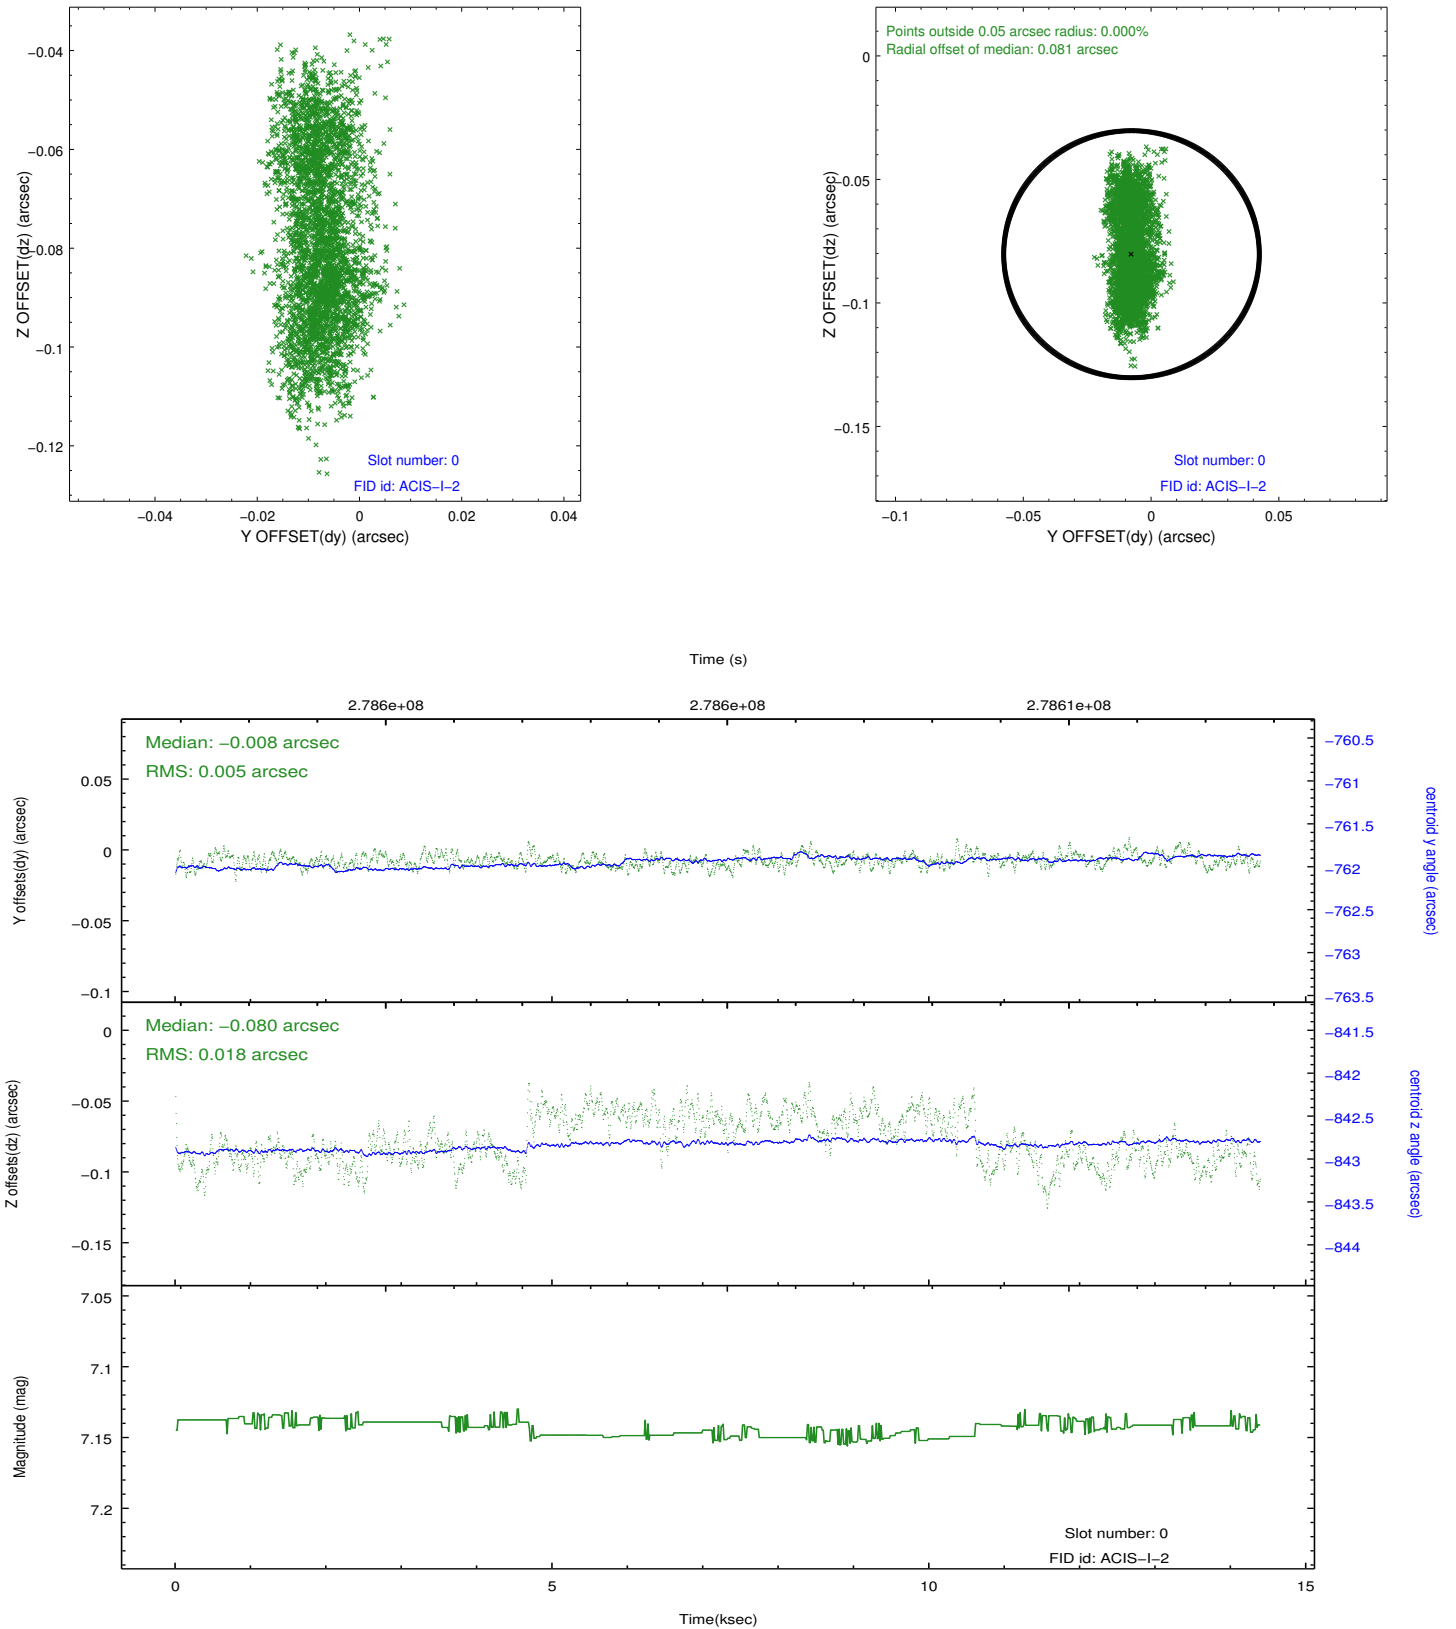 −0.04
−0.06
−0.08
−0.1
−0.12
Z OFFSET(dz) (arcsec)
Slot number: 0
FID id: ACIS−I−2
−0.04
−0.02
0
0.02
0.04
Y OFFSET(dy) (arcsec)
Points outside 0.05 arcsec radius: 0.000%
Radial offset of median: 0.081 arcsec
0
−0.05
−0.1
−0.15
Z OFFSET(dz) (arcsec)
Slot number: 0
FID id: ACIS−I−2
−0.1
−0.05
0
0.05
Y OFFSET(dy) (arcsec)
Time (s)
2.786e+08
2.786e+08
2.7861e+08
Median: −0.008 arcsec
RMS: 0.005 arcsec
0.05
0
−0.05
−0.1
Y offsets(dy) (arcsec)
−760.5
−761
−761.5
−762
−762.5
−763
−763.5
centroid y angle (arcsec)
Median: −0.080 arcsec
RMS: 0.018 arcsec
0
−0.05
−0.1
−0.15
Z offsets(dz) (arcsec)
−841.5
−842
−842.5
−843
−843.5
−844
centroid z angle (arcsec)
7.05
7.1
7.15
7.2
Magnitude (mag)
Slot number: 0
FID id: ACIS−I−2
0
5
10
15
Time(ksec)